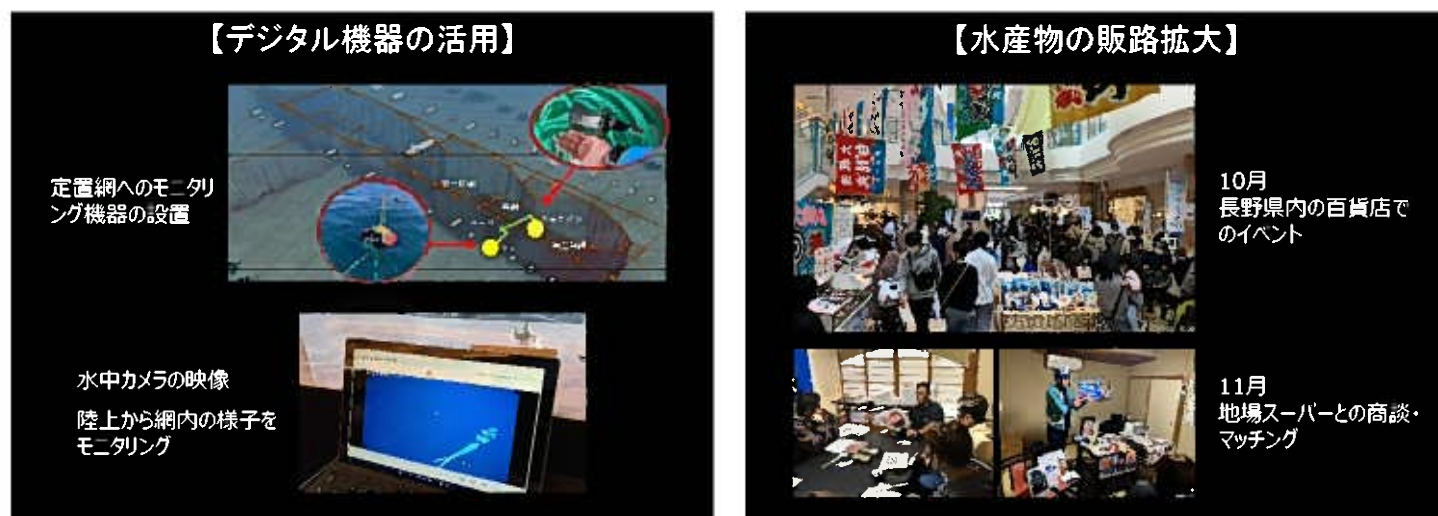 【デジタル機器の活用】
定置網へのモニタリ
ング機器の設置
水中カメラの映像
陸上から網内の様子を
モニタリング
【水産物の販路拡大】
10月
長野県内の百貨店で
のイベント
11月
地場スーパーとの商談・
マッチング